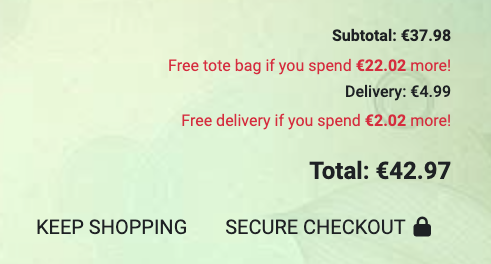 Subtotal: €37.98
Free tote bag if you spend €22.02 more!
Delivery: €4.99
Free delivery if you spend €2.02 more!
Total: €42.97
KEEP SHOPPING SECURE CHECKOUT